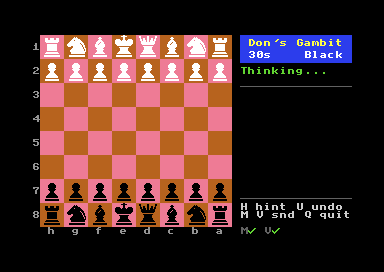 1
2
3
4
5
6
7
8
h g f e d c b a
Don's Gambit
30s Black
Thinking...
H hint U undo
M V snd Q quit
M✓ V✓